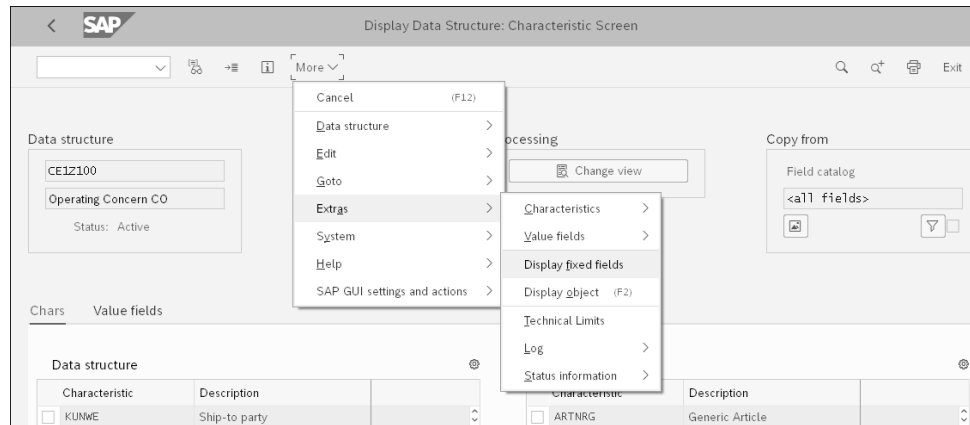 SAP
Display Data Structure: Characteristic Screen
More
Exit
Cancel (F12)
Data structure
Edit
Goto
Extras
System
Help
SAP GUI settings and actions
Characteristics
Value fields
Display fixed fields
Display object (F2)
Technical Limits
Log
Status information
Data structure
CE1Z100
Operating Concern CO
Status: Active
ocessing
Change view
Copy from
Field catalog
<all fields>
Chars Value fields
Data structure
Characteristic Description
KUNWE Ship-to party
Characteristic Description
ARTNRG Generic Article